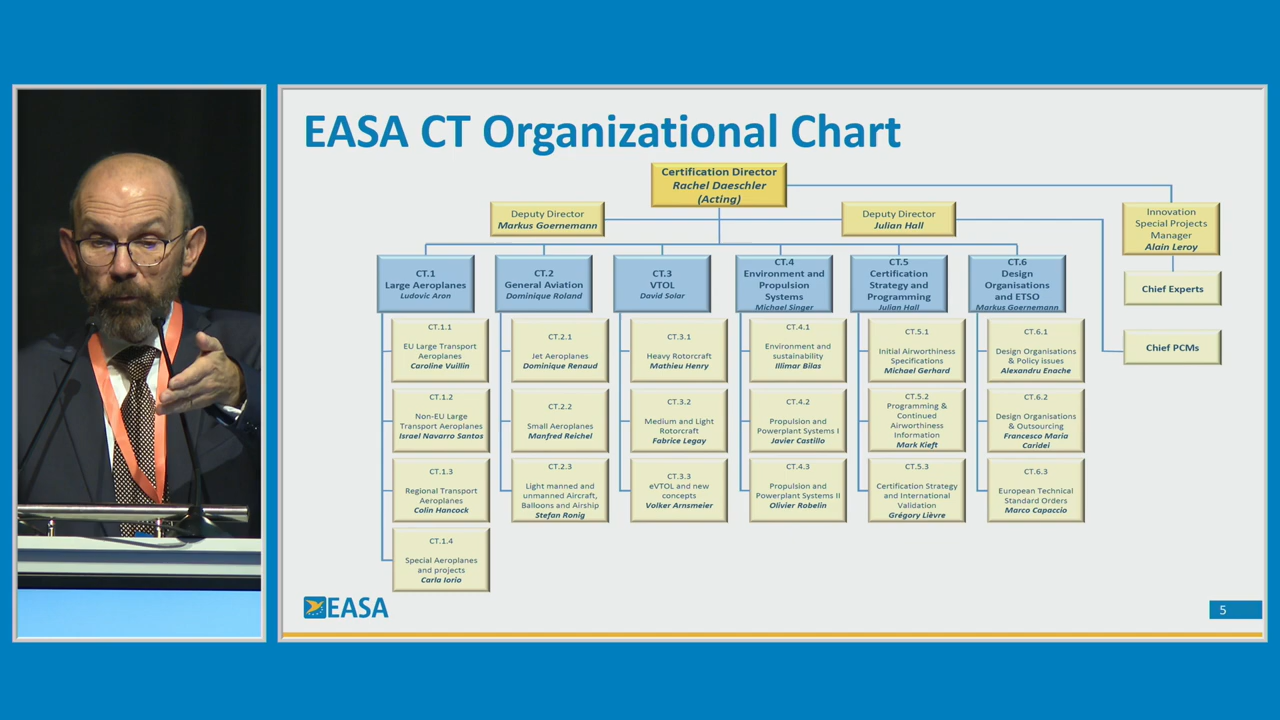 EASA CT Organizational Chart
Certification Director
Rachel Daeschler
(Acting)
Deputy Director
Markus Goernemann
Deputy Director
Julian Hall
Innovation
Special Projects
Manager
Alain Leroy
Chief Experts
Chief PCMs
CT.1
Large Aeroplanes
Ludovic Aron
CT.2
General Aviation
Dominique Roland
CT.3
VTOL
David Solar
CT.4
Environment and
Propulsion
Systems
Michael Singer
CT.5
Certification
Strategy and
Programming
Julian Hall
CT.6
Design
Organisations
and ETSO
Markus Goernemann
CT.1.1
EU Large Transport
Aeroplanes
Caroline Vuillin
CT.1.2
Non-EU Large
Transport Aeroplanes
Israel Navarro Santos
CT.1.3
Regional Transport
Aeroplanes
Colin Hancock
CT.1.4
Special Aeroplanes
and projects
Carla Iorio
CT.2.1
Jet Aeroplanes
Dominique Renaud
CT.2.2
Small Aeroplanes
Manfred Reichel
CT.2.3
Light manned and
unmanned Aircraft,
Balloons and Airship
Stefan Ronig
CT.3.1
Heavy Rotorcraft
Mathieu Henry
CT.3.2
Medium and Light
Rotorcraft
Fabrice Legay
CT.3.3
eVTOL and new
concepts
Volker Arnsmeier
CT.4.1
Environment and
sustainability
Illimar Bilas
CT.4.2
Propulsion and
Powerplant Systems I
Javier Castillo
CT.4.3
Propulsion and
Powerplant Systems II
Olivier Robelin
CT.5.1
Initial Airworthiness
Specifications
Michael Gerhard
CT.5.2
Programming &
Continued
Airworthiness
Information
Mark Kieft
CT.5.3
Certification Strategy
and International
Validation
Grégory Lièvre
CT.6.1
Design Organisations
& Policy issues
Alexandru Enache
CT.6.2
Design Organisations
& Outsourcing
Francesco Maria
Caridei
CT.6.3
European Technical
Standard Orders
Marco Capaccio
EASA
5